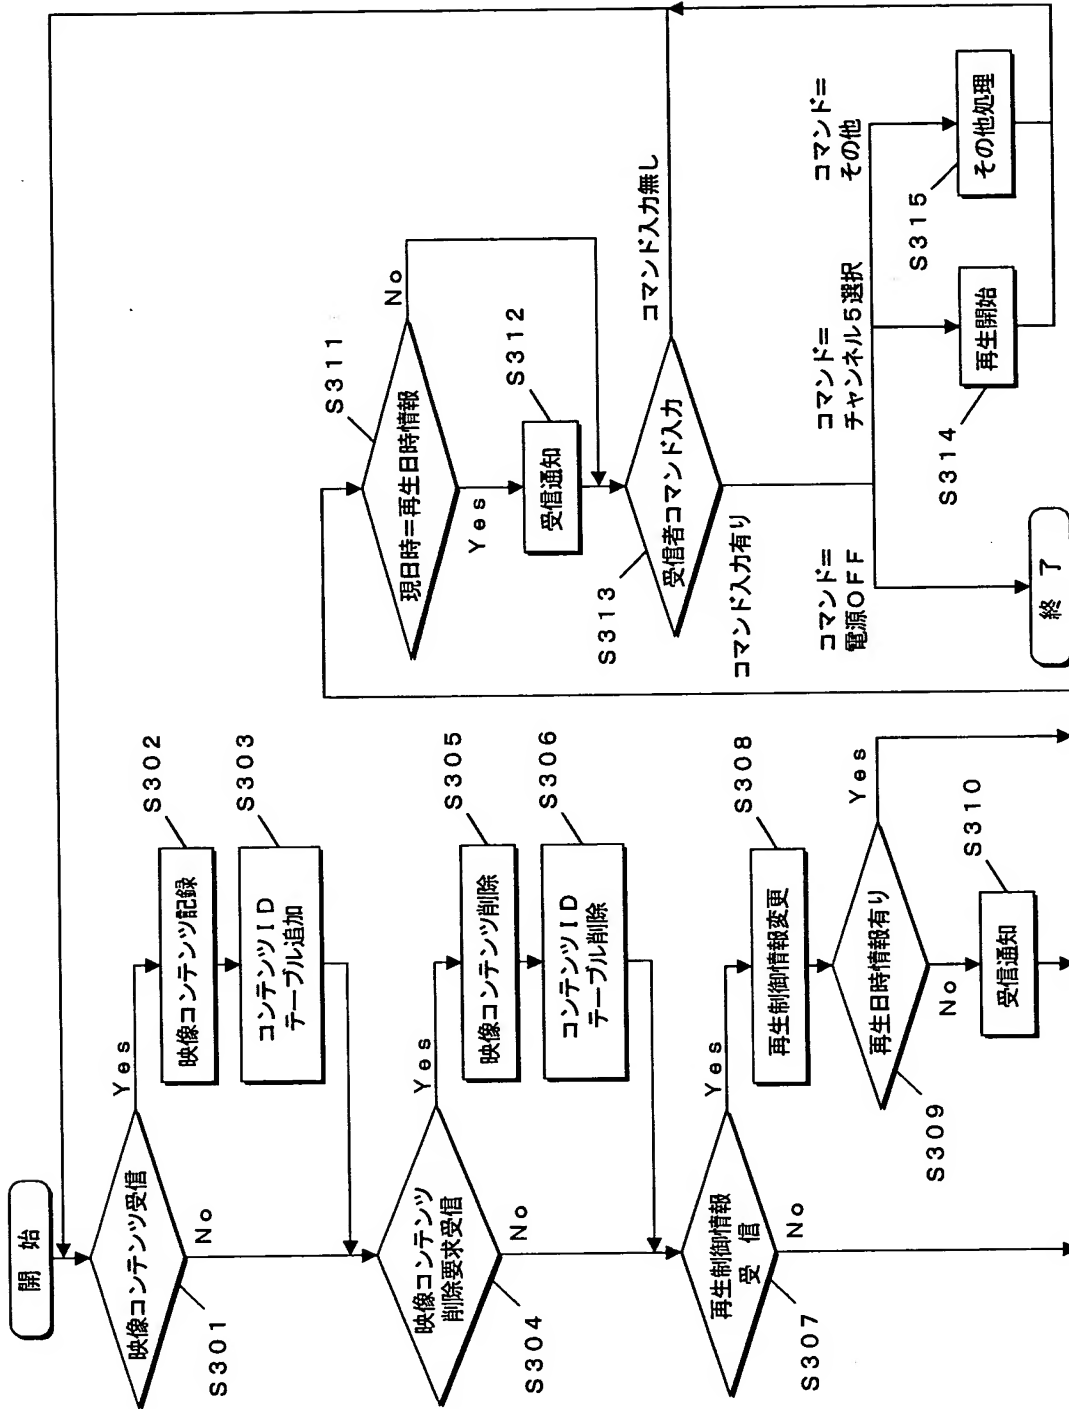 開 始
映像コンテンツ受信
S301
Yes
No
映像コンテンツ記録
S302
コンテンツID
テーブル追加
S303
映像コンテンツ
削除要求受信
S304
Yes
No
映像コンテンツ削除
S305
コンテンツID
テーブル削除
S306
再生制御情報
受 信
S307
Yes
No
再生制御情報変更
S308
再生日時情報有り
S309
Yes
No
受信通知
S310
現日時=再生日時情報
S311
Yes
No
受信通知
S312
受信者コマンド入力
S313
コマンド入力無し
コマンド入力有り
コマンド=
電源OFF
コマンド=
チャンネル5選択
コマンド=
その他
終 了
再生開始
S314
その他処理
S315